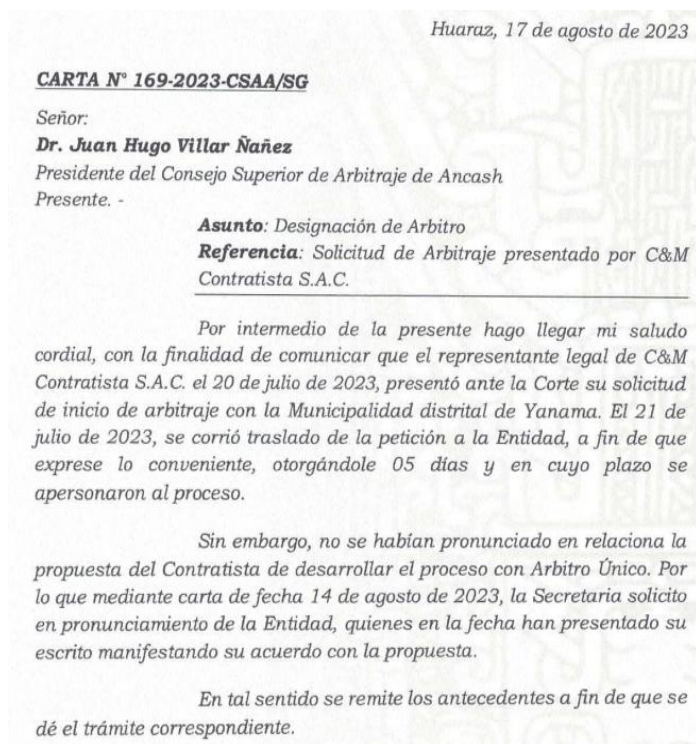 Huaraz, 17 de agosto de 2023
CARTA N° 169-2023-CSAA/SG
Señor:
Dr. Juan Hugo Villar Ñañez
Presidente del Consejo Superior de Arbitraje de Ancash
Presente. -
Asunto: Designación de Arbitro
Referencia: Solicitud de Arbitraje presentado por C&M
Contratista S.A.C.
Por intermedio de la presente hago llegar mi saludo
cordial, con la finalidad de comunicar que el representante legal de C&M
Contratista S.A.C. el 20 de julio de 2023, presentó ante la Corte su solicitud
de inicio de arbitraje con la Municipalidad distrital de Yanama. El 21 de
julio de 2023, se corrió traslado de la petición a la Entidad, a fin de que
exprese lo conveniente, otorgándole 05 días y en cuyo plazo se
apersonaron al proceso.
Sin embargo, no se habían pronunciado en relaciona la
propuesta del Contratista de desarrollar el proceso con Arbitro Único. Por
lo que mediante carta de fecha 14 de agosto de 2023, la Secretaria solicito
en pronunciamiento de la Entidad, quienes en la fecha han presentado su
escrito manifestando su acuerdo con la propuesta.
En tal sentido se remite los antecedentes a fin de que se
dé el trámite correspondiente.